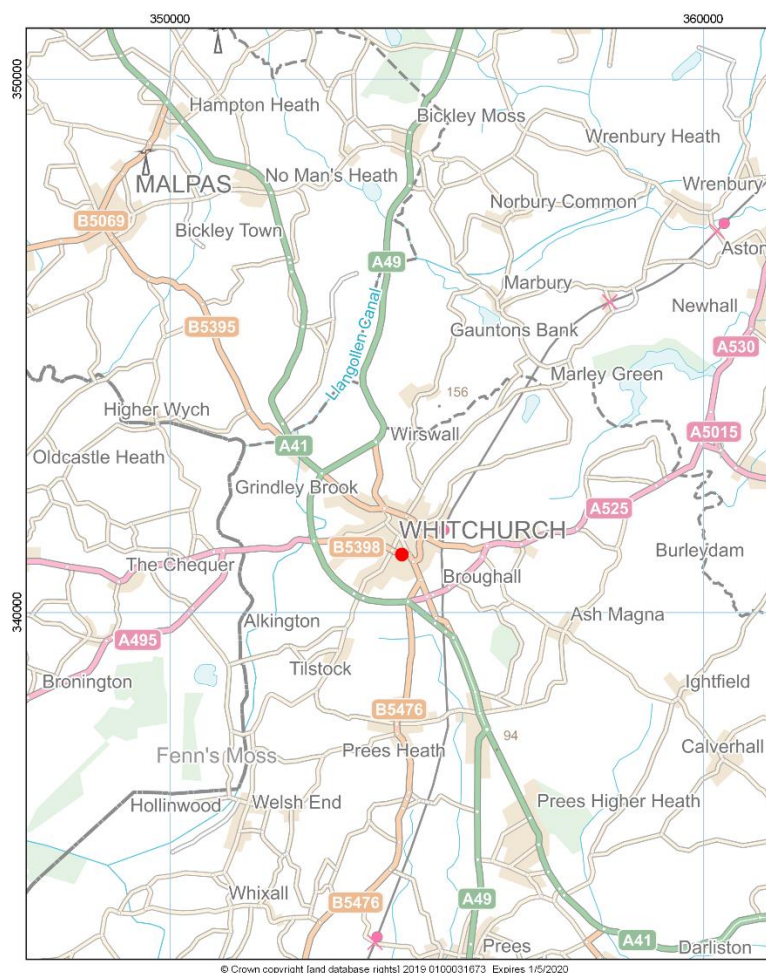 350000
360000
350000
Hampton Heath
Bickley Moss
Wrenbury Heath
MALPAS
No Man's Heath
Wrenbury
Norbury Common
B5069
Bickley Town
Aston
A49
Marbury
Newhall
Llangollen Canal
B5395
Gauntons Bank
A530
Marley Green
156
Higher Wych
Wirswall
A5015
A41
Oldcastle Heath
Grindley Brook
A525
WHITCHURCH
B5398
Burleydam
The Chequer
Broughall
340000
Alkington
Ash Magna
A495
Tilstock
Bronington
Ightfield
B5476
94
Fenn's Moss
Prees Heath
Calverhall
Hollinwood
Welsh End
Prees Higher Heath
Whixall
B5476
A49
A41
Prees
Darliston
© Crown copyright [and database rights] 2019 0100031673 Expires 1/5/2020